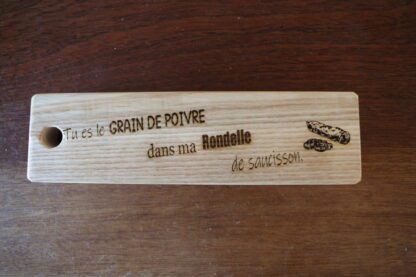 Tu es le GRAIN DE POIVRE
dans ma Rondelle
de saucisson.